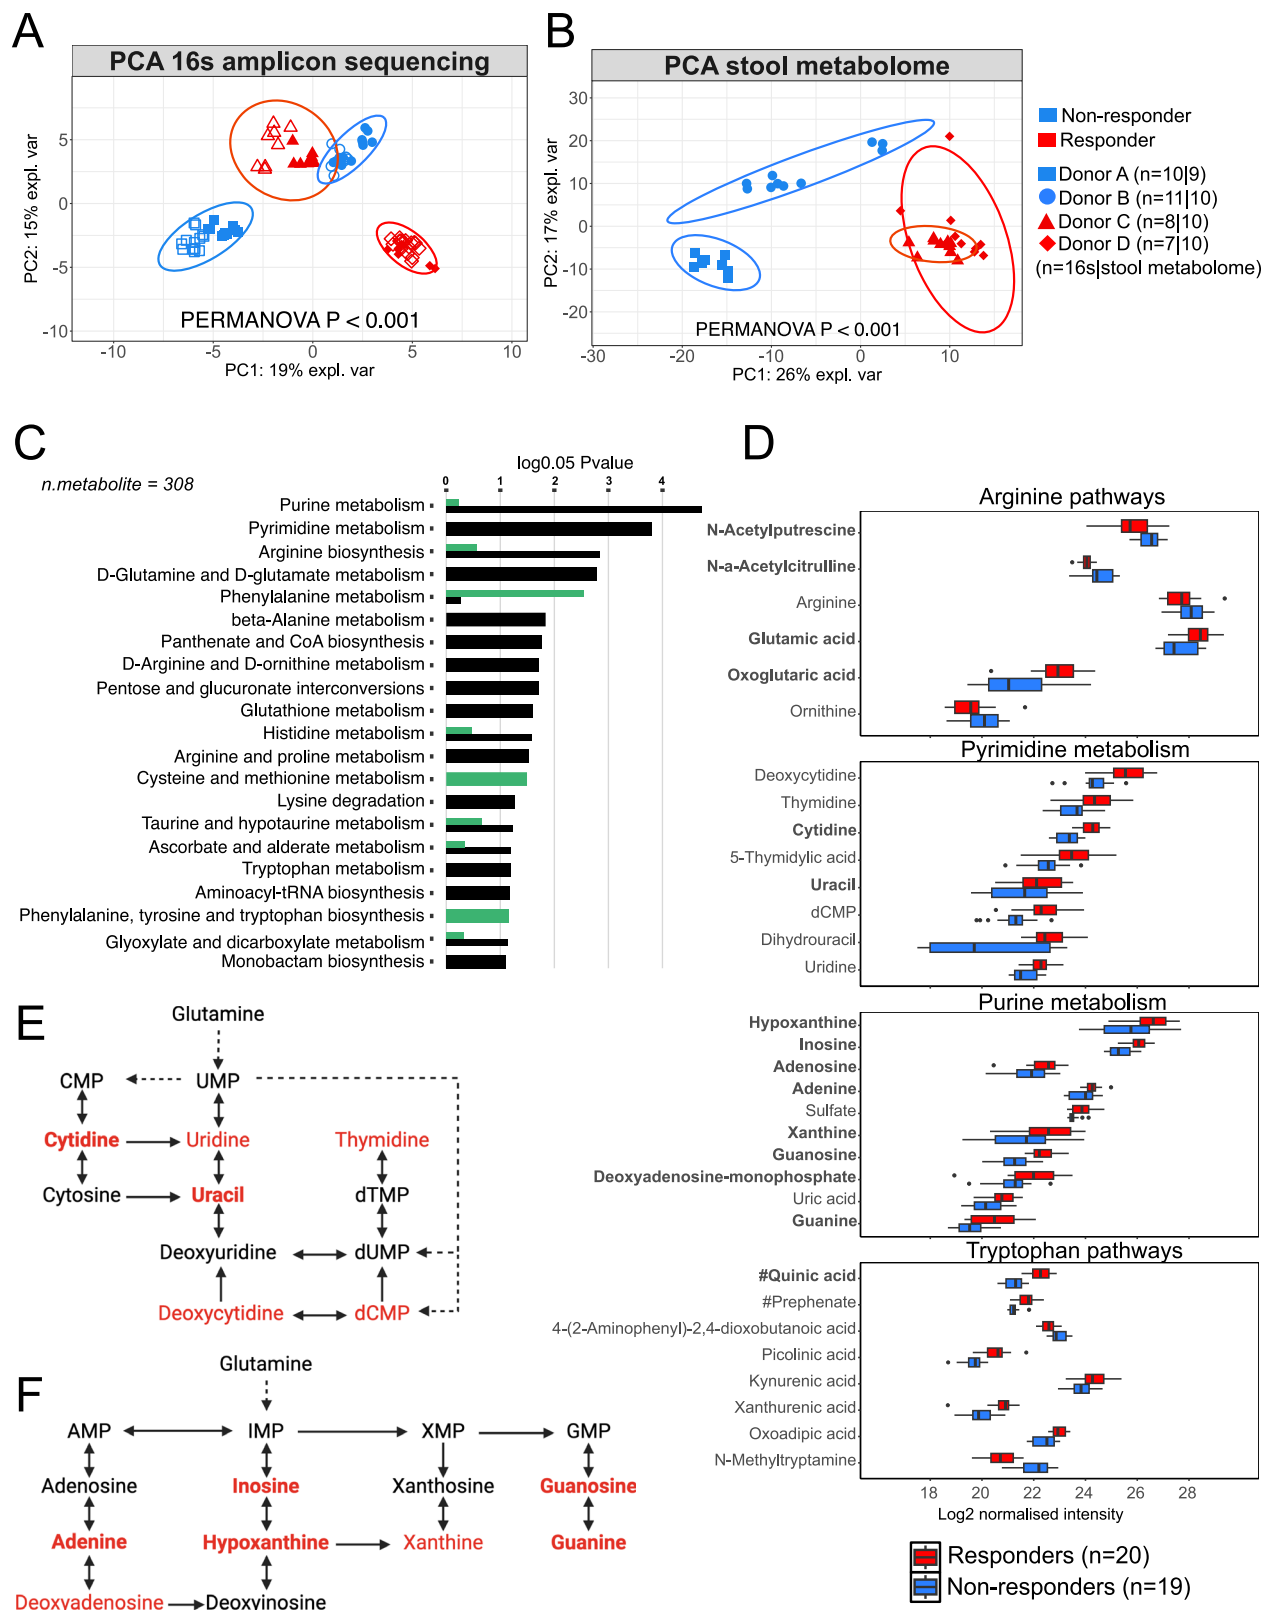 A
PCA 16s amplicon sequencing
PC2: 15% expl. var
5
0
-5
-10
-10
-5
0
5
10
PERMANOVA P < 0.001
PC1: 19% expl. var
B
PCA stool metabolome
PC2: 17% expl. var
30
20
10
0
-10
-20
-30
-20
-10
0
10
PERMANOVA P < 0.001
PC1: 26% expl. var
Non-responder
Responder
Donor A (n=10|9)
Donor B (n=11|10)
Donor C (n=8|10)
Donor D (n=7|10)
(n=16s|stool metabolome)
C
n.metabolite = 308
log0.05 Pvalue
0
1
2
3
4
Purine metabolism
Pyrimidine metabolism
Arginine biosynthesis
D-Glutamine and D-glutamate metabolism
Phenylalanine metabolism
beta-Alanine metabolism
Panthenate and CoA biosynthesis
D-Arginine and D-ornithine metabolism
Pentose and glucuronate interconversions
Glutathione metabolism
Histidine metabolism
Arginine and proline metabolism
Cysteine and methionine metabolism
Lysine degradation
Taurine and hypotaurine metabolism
Ascorbate and alderate metabolism
Tryptophan metabolism
Aminoacyl-tRNA biosynthesis
Phenylalanine, tyrosine and tryptophan biosynthesis
Glyoxylate and dicarboxylate metabolism
Monobactam biosynthesis
D
Arginine pathways
N-Acetylputrescine
N-a-Acetylcitrulline
Arginine
Glutamic acid
Oxoglutaric acid
Ornithine
Pyrimidine metabolism
Deoxycytidine
Thymidine
Cytidine
5-Thymidylic acid
Uracil
dCMP
Dihydrouracil
Uridine
Purine metabolism
Hypoxanthine
Inosine
Adenosine
Adenine
Sulfate
Xanthine
Guanosine
Deoxyadenosine-monophosphate
Uric acid
Guanine
Tryptophan pathways
#Quinic acid
#Prephenate
4-(2-Aminophenyl)-2,4-dioxobutanoic acid
Picolinic acid
Kynurenic acid
Xanthurenic acid
Oxoadipic acid
N-Methyltryptamine
18
20
22
24
26
28
Log2 normalised intensity
Responders (n=20)
Non-responders (n=19)
E
Glutamine
CMP
UMP
Cytidine
Uridine
Thymidine
Cytosine
Uracil
dTMP
Deoxyuridine
dUMP
Deoxycytidine
dCMP
F
Glutamine
AMP
IMP
XMP
GMP
Adenosine
Inosine
Xanthosine
Guanosine
Adenine
Hypoxanthine
Xanthine
Guanine
Deoxvadenosine
Deoxvinosine